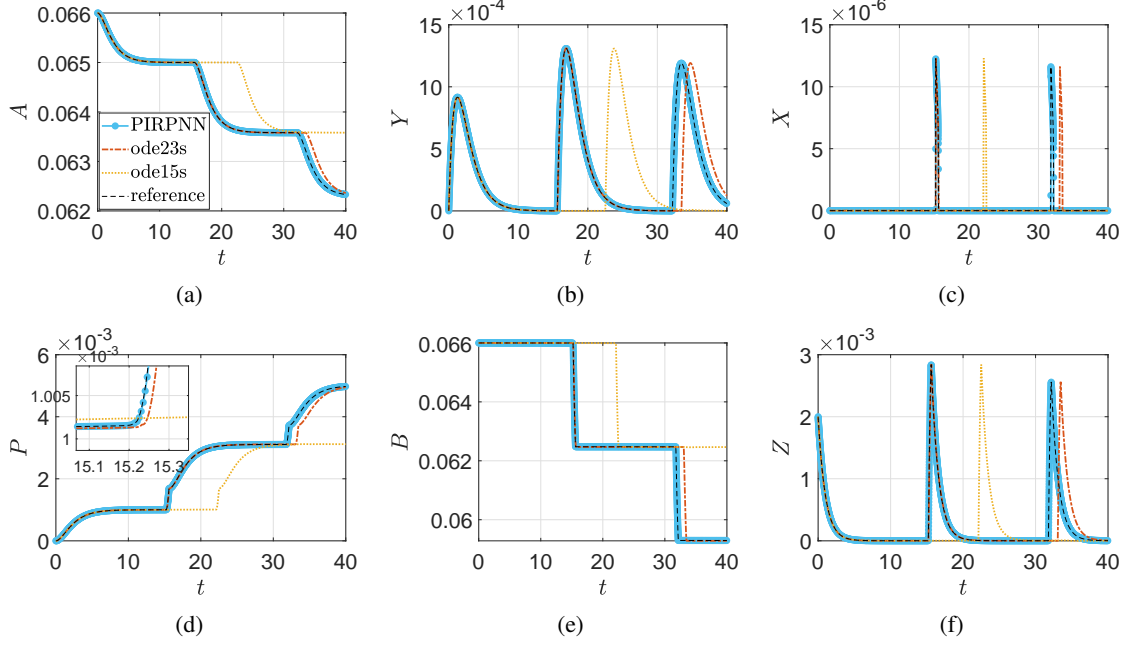 0.066
0.065
0.064
0.063
0.062
A
PIRPNN
ode23s
ode15s
reference
0 10 20 30 40
t
(a)
×10-4
15
10
5
0
Y
0 10 20 30 40
t
(b)
×10-6
15
10
5
0
X
0 10 20 30 40
t
(c)
×10-3
6
4
2
0
P
×10-3
1.005
1
15.1 15.2 15.3
0 10 20 30 40
t
(d)
0.066
0.064
0.062
0.06
B
0 10 20 30 40
t
(e)
×10-3
3
2
1
0
Z
0 10 20 30 40
t
(f)